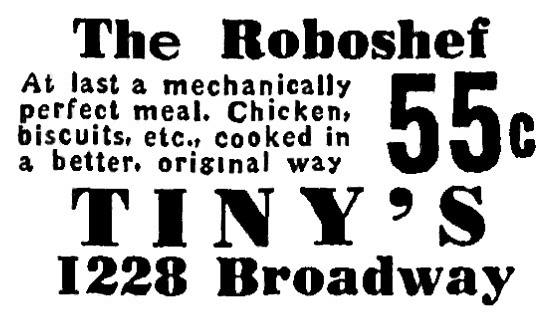 The Roboshef
At last a mechanically
perfect meal. Chicken,
biscuits, etc., cooked in
a better, original way
55c
TINY'S
1228 Broadway